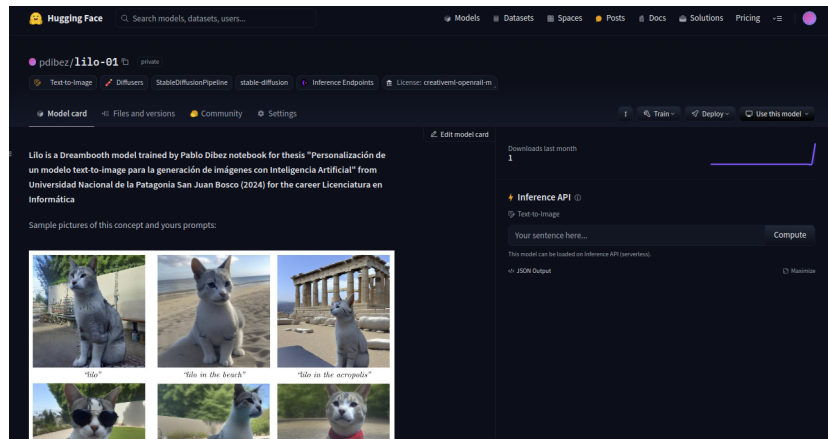 Hugging Face
Search models, datasets, users...
Models
Datasets
Spaces
Posts
Docs
Solutions
Pricing
pdibez/lilo-01
private
Text-to-Image
Diffusers
StableDiffusionPipeline
stable-diffusion
Inference Endpoints
License: creativeml-openrail-m
Model card
Files and versions
Community
Settings
Train
Deploy
Use this model
Edit model card
Lilo is a Dreambooth model trained by Pablo Dibez notebook for thesis "Personalización de
un modelo text-to-image para la generación de imágenes con Inteligencia Artificial" from
Universidad Nacional de la Patagonia San Juan Bosco (2024) for the career Licenciatura en
Informática
Sample pictures of this concept and yours prompts:
"lilo"
"lilo in the beach"
"lilo in the acropolis"
Downloads last month
1
Inference API
Text-to-Image
Your sentence here...
Compute
This model can be loaded on Inference API (serverless).
JSON Output
Maximize